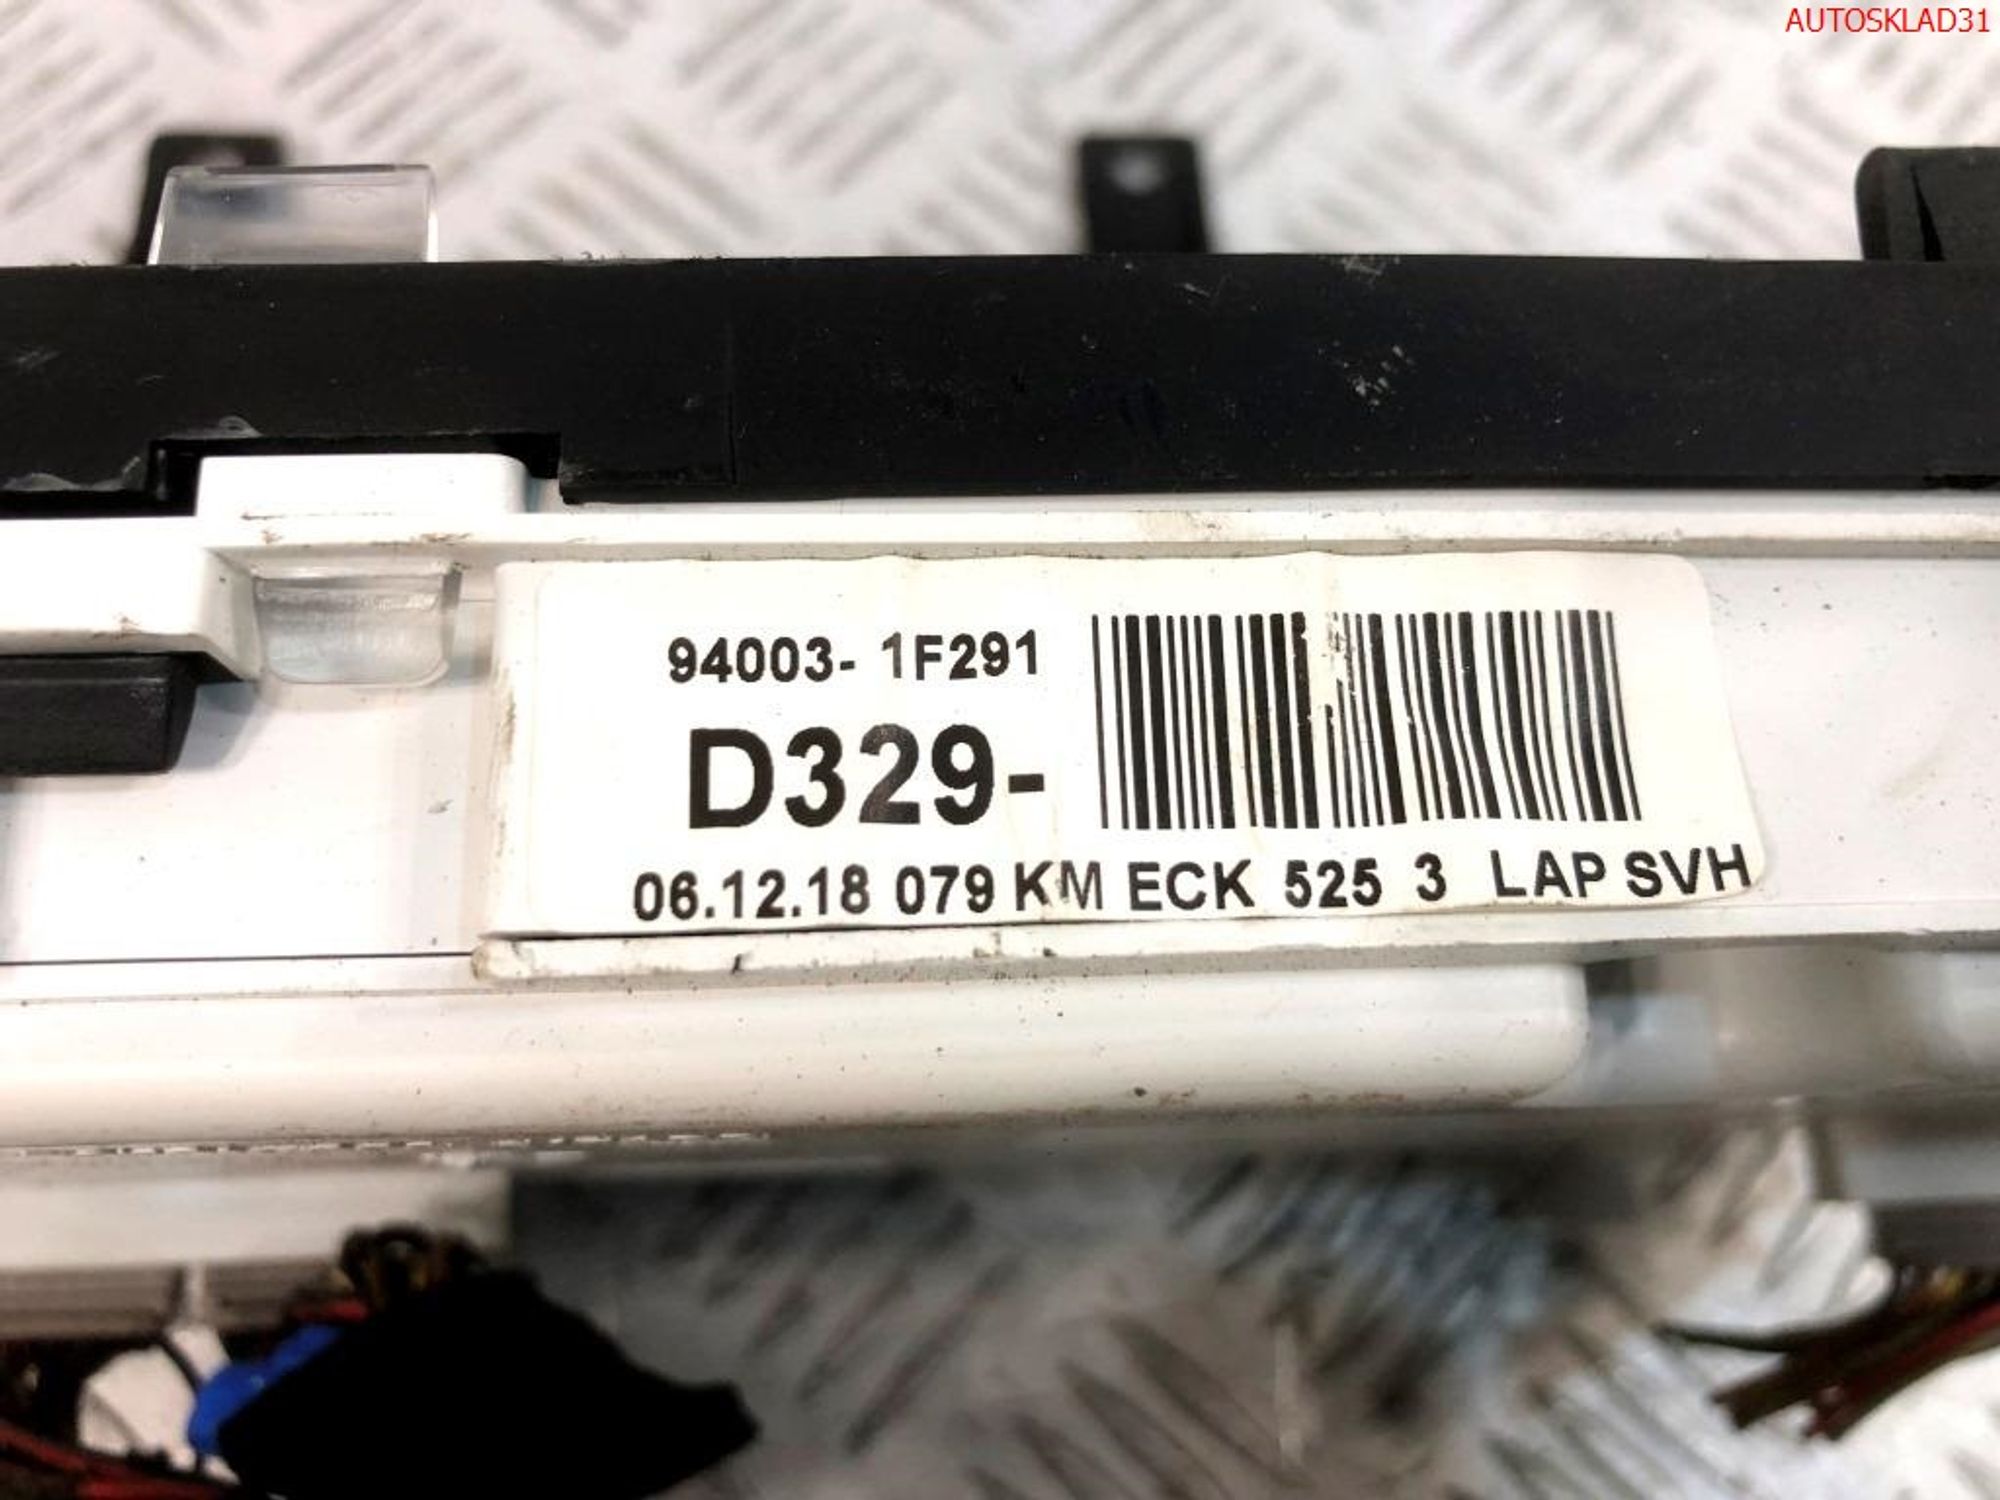 AUTOSKLAD31
94003- 1F291
D329-
06.12.18 079 KM ECK 525 3 LAP SVH